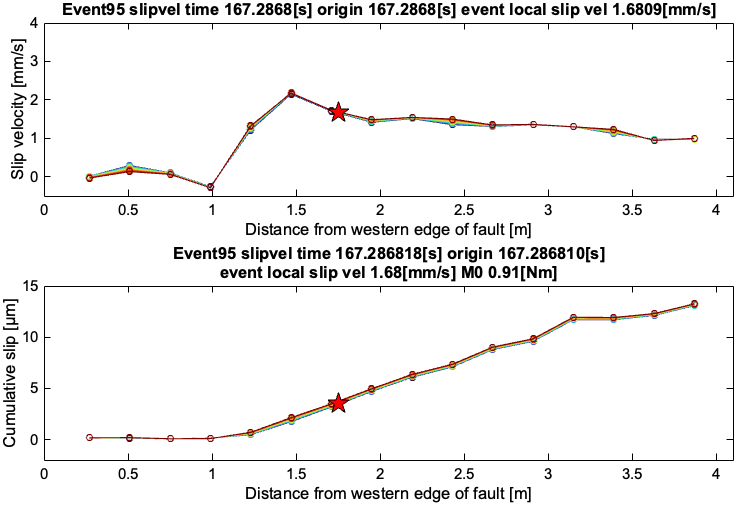 Event95 slipvel time 167.2868[s] origin 167.2868[s] event local slip vel 1.6809[mm/s]
4
3
2
1
0
Slip velocity [mm/s]
0 0.5 1 1.5 2 2.5 3 3.5 4
Distance from western edge of fault [m]
Event95 slipvel time 167.286818[s] origin 167.286810[s]
event local slip vel 1.68[mm/s] M0 0.91[Nm]
15
10
5
0
Cumulative slip [µm]
0 0.5 1 1.5 2 2.5 3 3.5 4
Distance from western edge of fault [m]